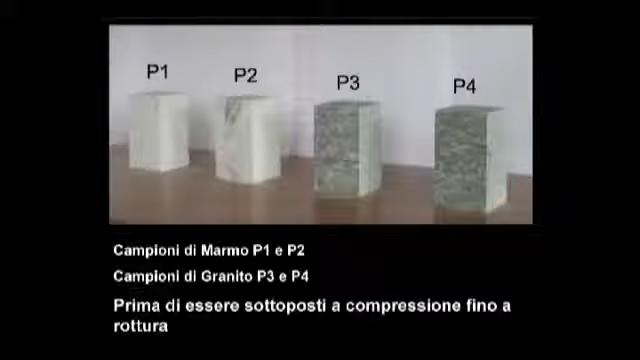 P1 P2 P3 P4
Campioni di Marmo P1 e P2
Campioni di Granito P3 e P4
Prima di essere sottoposti a compressione fino a
rottura